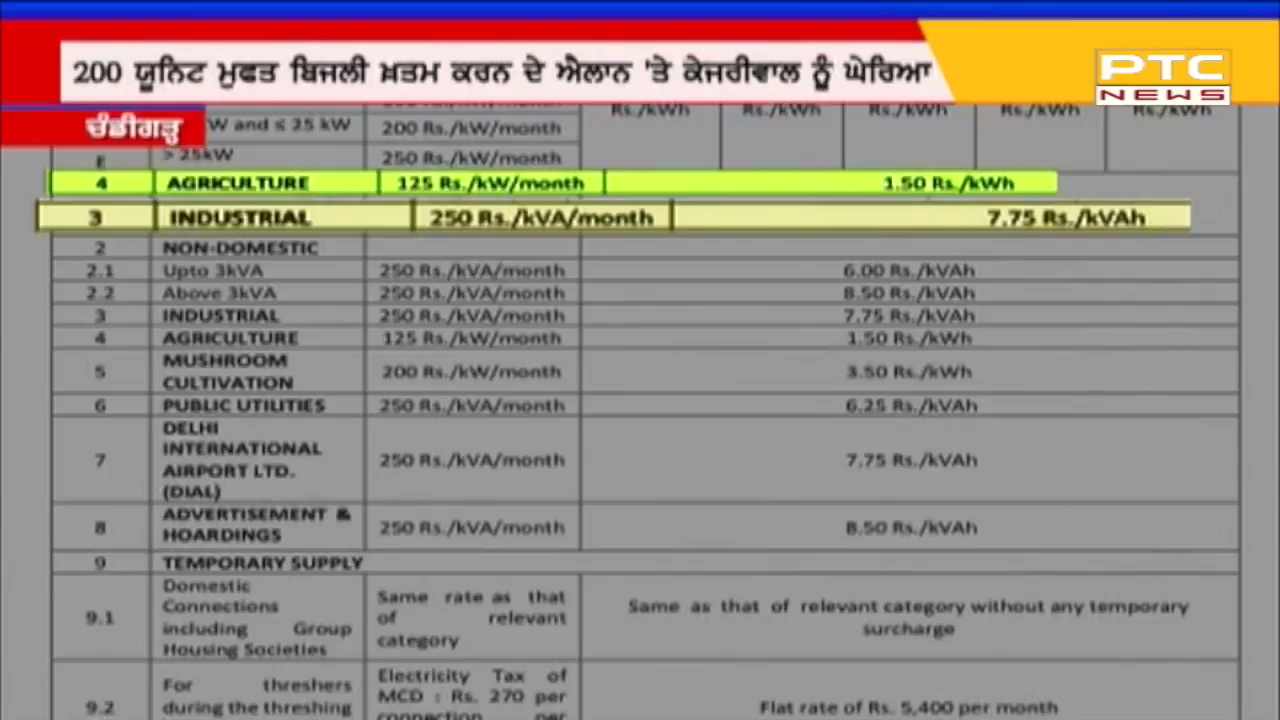 200 ਯੂਨਿਟ ਮੁਫਤ ਬਿਜਲੀ ਖ਼ਤਮ ਕਰਨ ਦੇ ਐਲਾਨ 'ਤੇ ਕੇਜਰੀਵਾਲ ਨੂੰ ਘੇਰਿਆ
PTC
NEWS
ਚੰਡੀਗੜ੍ਹ
Rs./kWh Rs./kWh Rs./kWh Rs./kWh Rs./kWh
W and ≤ 25 kW 200 Rs./kW/month
> 25kW 250 Rs./kW/month
4 AGRICULTURE 125 Rs./kW/month 1.50 Rs./kWh
3 INDUSTRIAL 250 Rs./kVA/month 7.75 Rs./kVAh
2 NON-DOMESTIC
2.1 Upto 3kVA 250 Rs./kVA/month 6.00 Rs./kVAh
2.2 Above 3kVA 250 Rs./kVA/month 8.50 Rs./kVAh
3 INDUSTRIAL 250 Rs./kVA/month 7.75 Rs./kVAh
4 AGRICULTURE 125 Rs./kW/month 1.50 Rs./kWh
5 MUSHROOM
CULTIVATION 200 Rs./kW/month 3.50 Rs./kWh
6 PUBLIC UTILITIES 250 Rs./kVA/month 6.25 Rs./kVAh
7 DELHI
INTERNATIONAL
AIRPORT LTD.
(DIAL) 250 Rs./kVA/month 7.75 Rs./kVAh
8 ADVERTISEMENT &
HOARDINGS 250 Rs./kVA/month 8.50 Rs./kVAh
9 TEMPORARY SUPPLY
9.1 Domestic
Connections
including Group
Housing Societies
Same rate as that
of relevant
category
Same as that of relevant category without any temporary
surcharge
9.2 For threshers
during the threshing
Electricity Tax of
MCD : Rs. 270 per
connection per
Flat rate of Rs. 5,400 per month